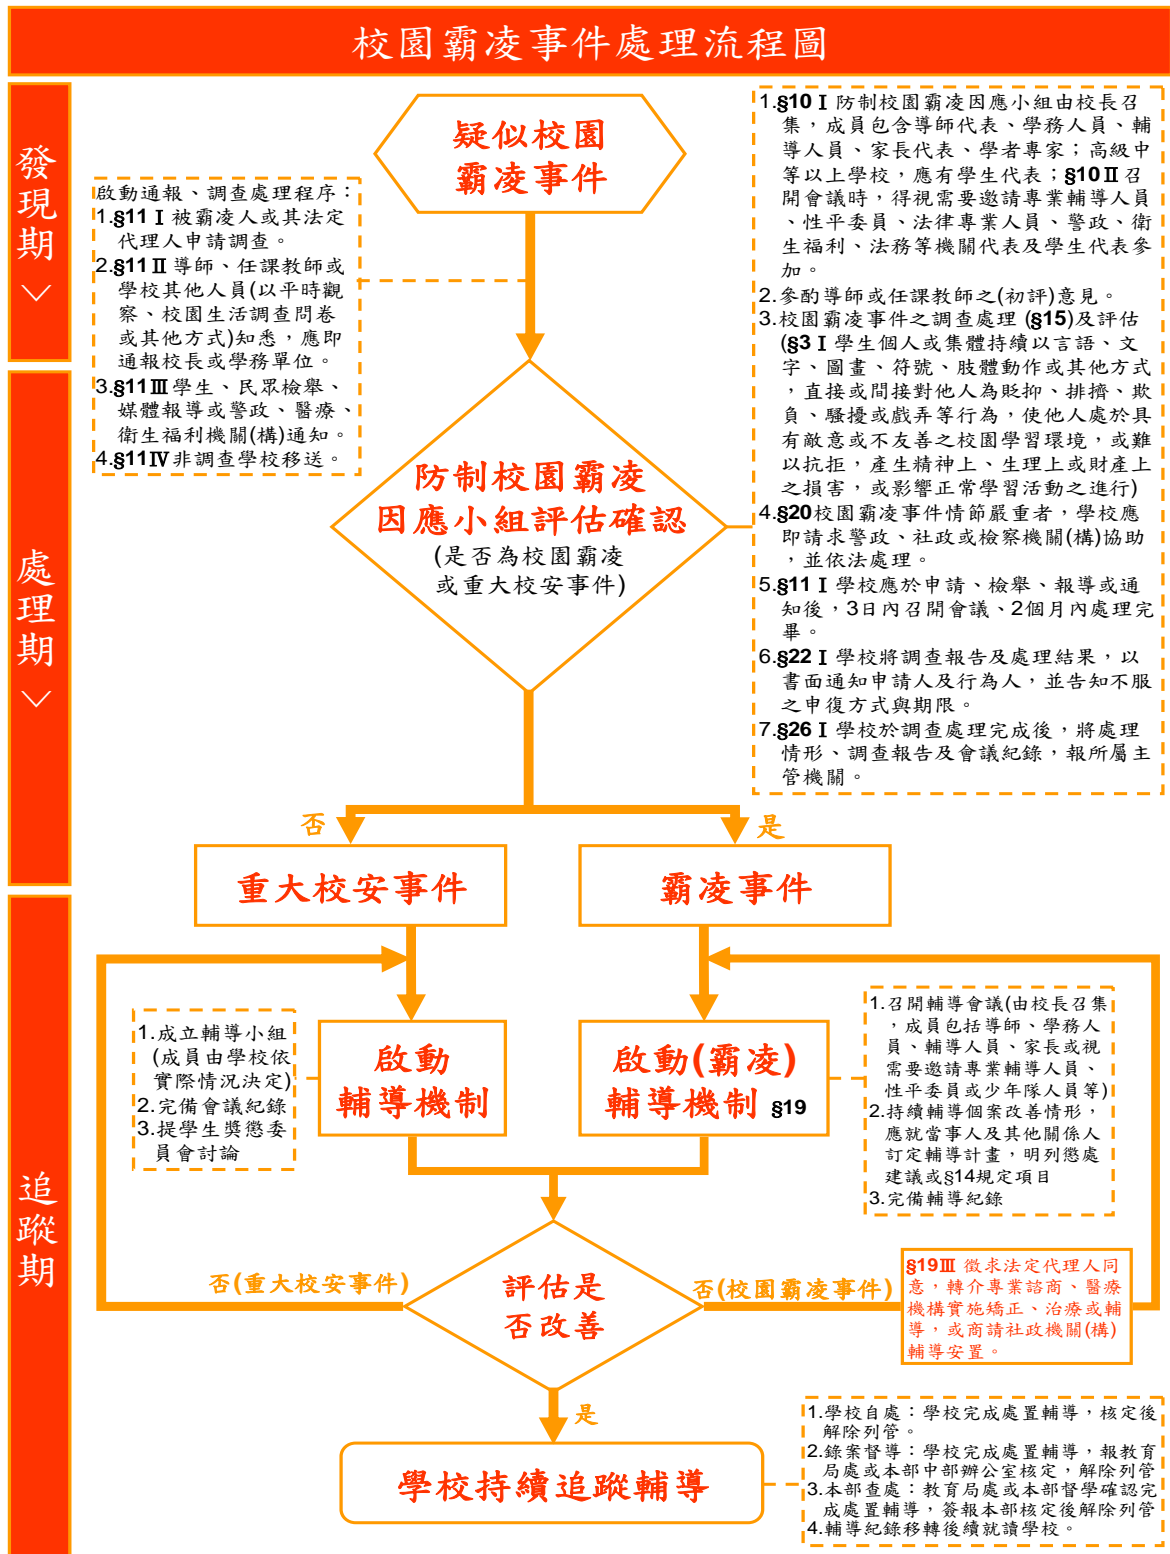 校園霸凌事件處理流程圖
發現期﹀
疑似校園
霸凌事件
啟動通報、調查處理程序：
1.§11 Ⅰ 被霸凌人或其法定
代理人申請調查。
2.§11 Ⅱ 導師、任課教師或
學校其他人員(以平時觀
察、校園生活調查問卷
或其他方式)知悉，應即
通報校長或學務單位。
3.§11 Ⅲ 學生、民眾檢舉、
媒體報導或警政、醫療、
衛生福利機關(構)通知。
4.§11Ⅳ 非調查學校移送。
1.§10 Ⅰ 防制校園霸凌因應小組由校長召
集，成員包含導師代表、學務人員、輔
導人員、家長代表、學者專家；高級中
等以上學校，應有學生代表；§10 Ⅱ 召
開會議時，得視需要邀請專業輔導人員
、性平委員、法律專業人員、警政、衛
生福利、法務等機關代表及學生代表參
加。
2.參酌導師或任課教師之(初評)意見。
3.校園霸凌事件之調查處理 (§15)及評估
(§3 Ⅰ 學生個人或集體持續以言語、文
字、圖畫、符號、肢體動作或其他方式
，直接或間接對他人為貶抑、排擠、欺
負、騷擾或戲弄等行為，使他人處於具
有敵意或不友善之校園學習環境，或難
以抗拒，產生精神上、生理上或財產上
之損害，或影響正常學習活動之進行)
4.§20校園霸凌事件情節嚴重者，學校應
即請求警政、社政或檢察機關(構)協助
，並依法處理。
5.§11 Ⅰ 學校應於申請、檢舉、報導或通
知後，3日內召開會議、2個月內處理完
畢。
6.§22 Ⅰ 學校將調查報告及處理結果，以
書面通知申請人及行為人，並告知不服
之申復方式與期限。
7.§26 Ⅰ 學校於調查處理完成後，將處理
情形、調查報告及會議紀錄，報所屬主
管機關。
處理期﹀
防制校園霸凌
因應小組評估確認
(是否為校園霸凌
或重大校安事件)
否
是
重大校安事件
霸凌事件
追蹤期
1.成立輔導小組
(成員由學校依
實際情況決定)
2.完備會議紀錄
3.提學生獎懲委
員會討論
啟動
輔導機制
啟動(霸凌)
輔導機制 §19
1.召開輔導會議(由校長召集
，成員包括導師、學務人
員、輔導人員、家長或視
需要邀請專業輔導人員、
性平委員或少年隊人員等)
2.持續輔導個案改善情形，
應就當事人及其他關係人
訂定輔導計畫，明列懲處
建議或§14規定項目
3.完備輔導紀錄
否(重大校安事件)
評估是
否改善
否(校園霸凌事件)
§19Ⅲ 徵求法定代理人同
意，轉介專業諮商、醫療
機構實施矯正、治療或輔
導，或商請社政機關(構)
輔導安置。
是
學校持續追蹤輔導
1.學校自處：學校完成處置輔導，核定後
解除列管。
2.錄案督導：學校完成處置輔導，報教育
局處或本部中部辦公室核定，解除列管
3.本部查處：教育局處或本部督學確認完
成處置輔導，簽報本部核定後解除列管
4.輔導紀錄移轉後續就讀學校。